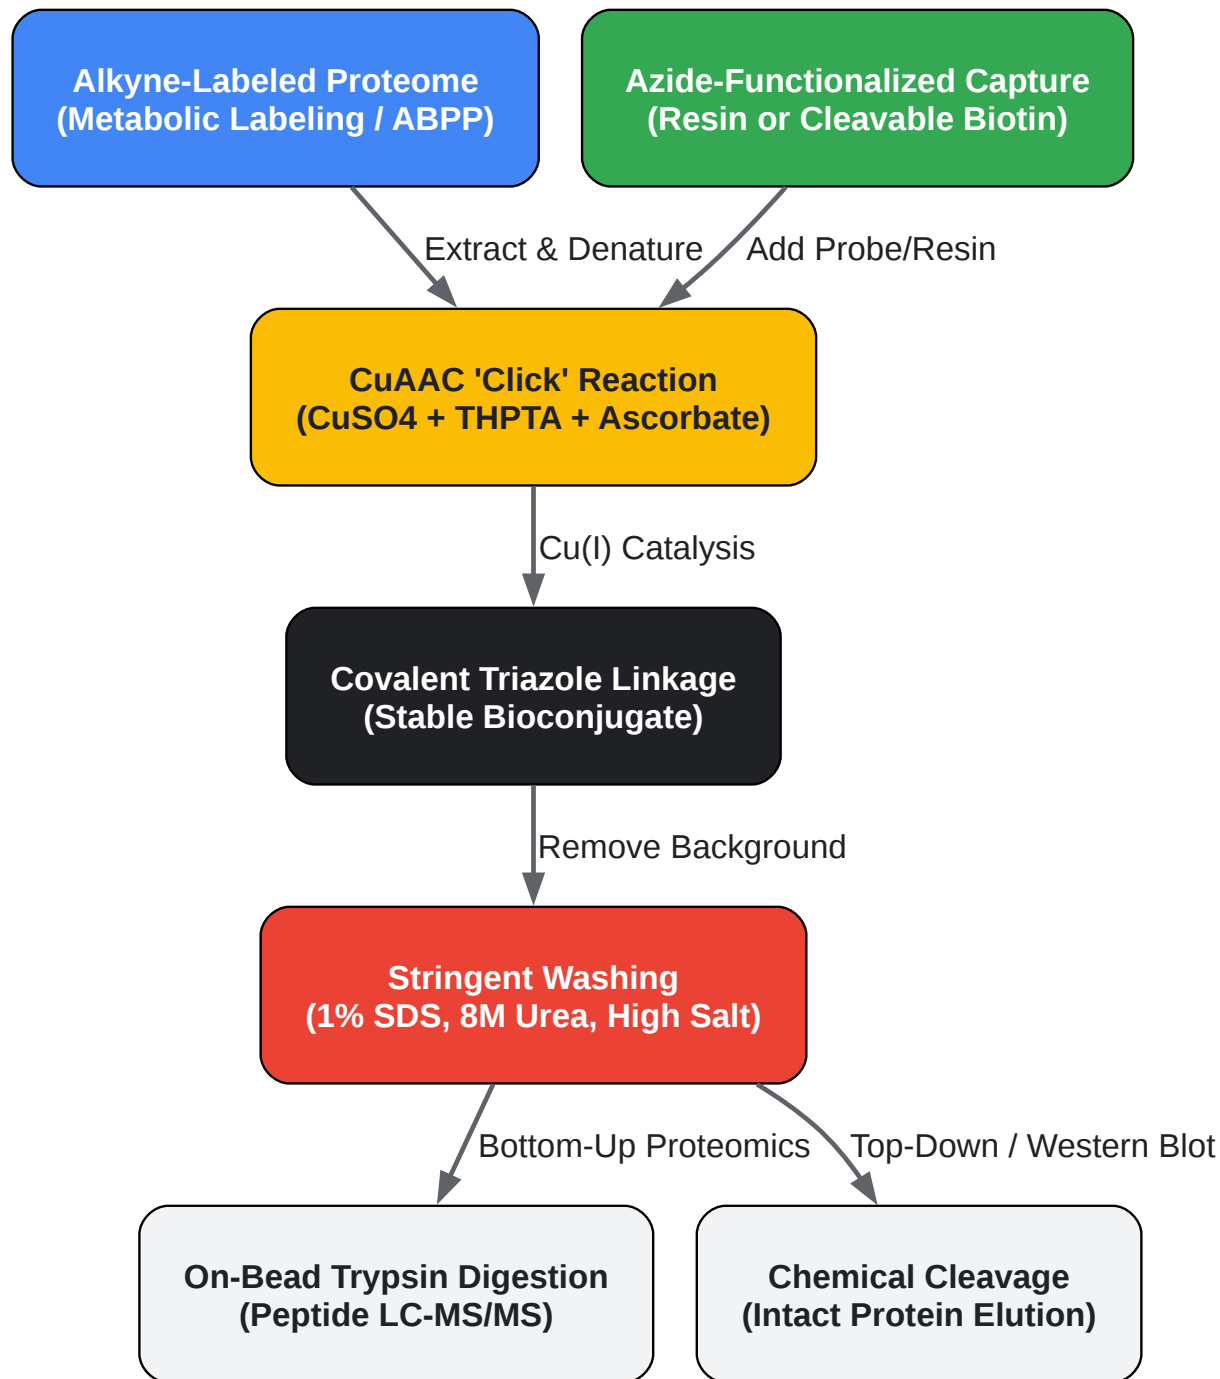 Alkyne-Labeled Proteome
(Metabolic Labeling / ABPP)
Azide-Functionalized Capture
(Resin or Cleavable Biotin)
Extract & Denature
Add Probe/Resin
CuAAC 'Click' Reaction
(CuSO4 + THPTA + Ascorbate)
Cu(I) Catalysis
Covalent Triazole Linkage
(Stable Bioconjugate)
Remove Background
Stringent Washing
(1% SDS, 8M Urea, High Salt)
Bottom-Up Proteomics
Top-Down / Western Blot
On-Bead Trypsin Digestion
(Peptide LC-MS/MS)
Chemical Cleavage
(Intact Protein Elution)